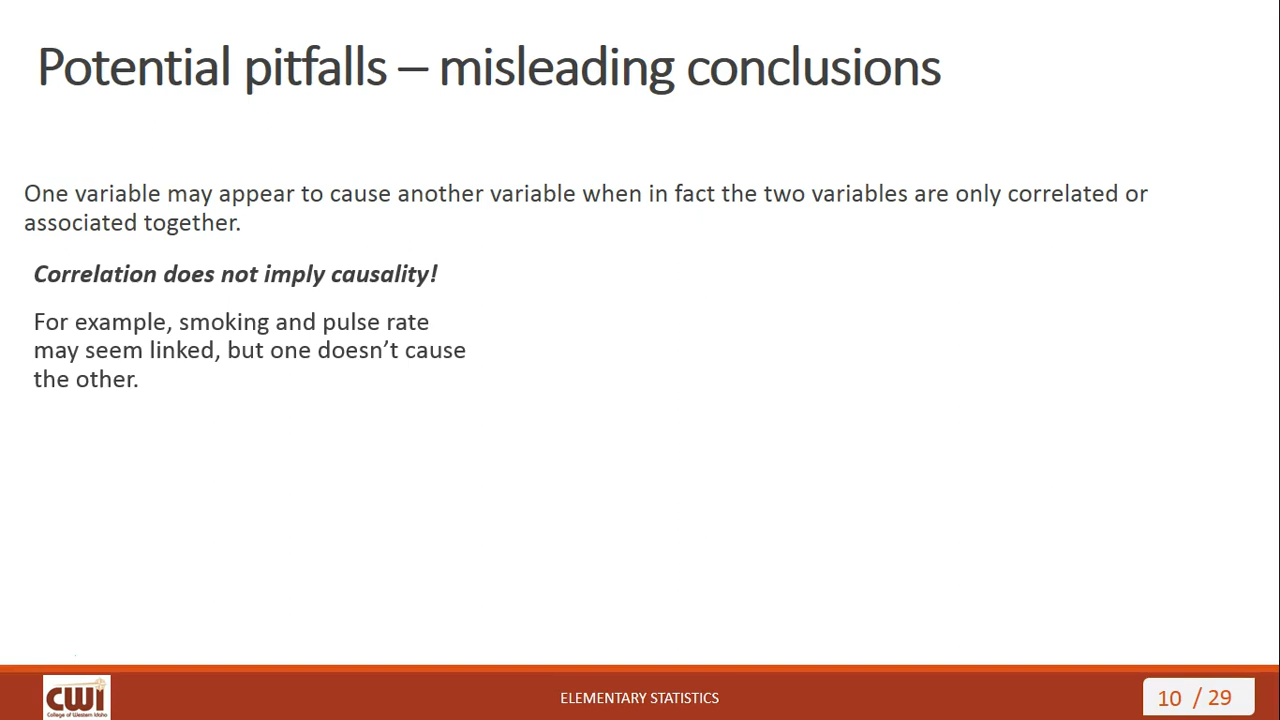 Potential pitfalls – misleading conclusions
One variable may appear to cause another variable when in fact the two variables are only correlated or
associated together.
Correlation does not imply causality!
For example, smoking and pulse rate
may seem linked, but one doesn’t cause
the other.
CWI
College of Western Idaho
ELEMENTARY STATISTICS
10 / 29